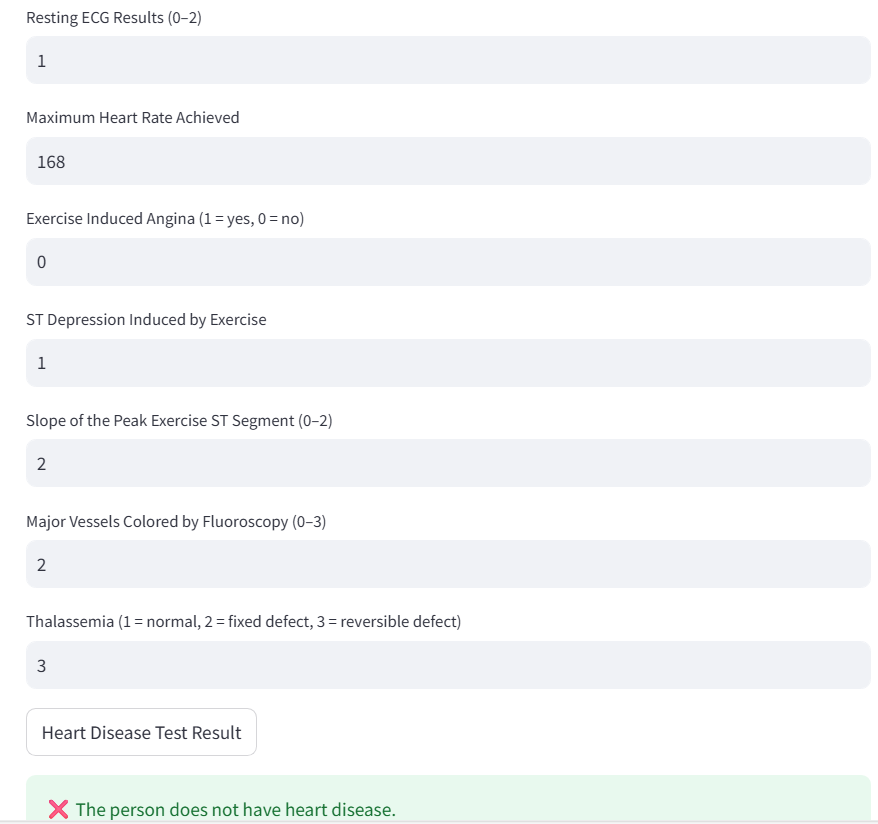 Resting ECG Results (0–2)
1
Maximum Heart Rate Achieved
168
Exercise Induced Angina (1 = yes, 0 = no)
0
ST Depression Induced by Exercise
1
Slope of the Peak Exercise ST Segment (0–2)
2
Major Vessels Colored by Fluoroscopy (0–3)
2
Thalassemia (1 = normal, 2 = fixed defect, 3 = reversible defect)
3
Heart Disease Test Result
❌ The person does not have heart disease.